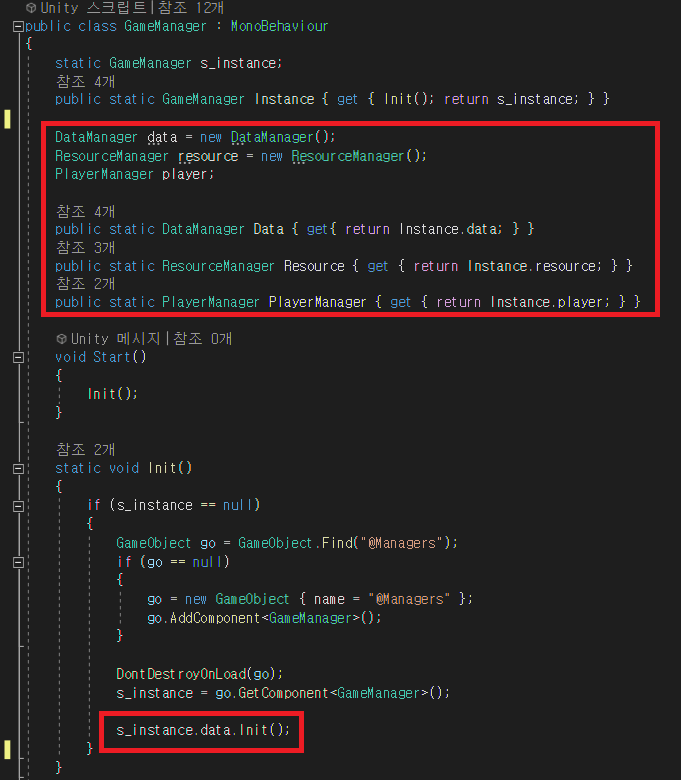 Unity 스크립트|참조 12개
public class GameManager : MonoBehaviour
{
static GameManager s_instance;
참조 4개
public static GameManager Instance { get { Init(); return s_instance; } }
DataManager data = new DataManager();
ResourceManager resource = new ResourceManager();
PlayerManager player;
참조 4개
public static DataManager Data { get{ return Instance.data; } }
참조 3개
public static ResourceManager Resource { get { return Instance.resource; } }
참조 2개
public static PlayerManager PlayerManager { get { return Instance.player; } }
Unity 메시지|참조 0개
void Start()
{
Init();
}
참조 2개
static void Init()
{
if (s_instance == null)
{
GameObject go = GameObject.Find("@Managers");
if (go == null)
{
go = new GameObject { name = "@Managers" };
go.AddComponent<GameManager>();
}
DontDestroyOnLoad(go);
s_instance = go.GetComponent<GameManager>();
s_instance.data.Init();
}
}